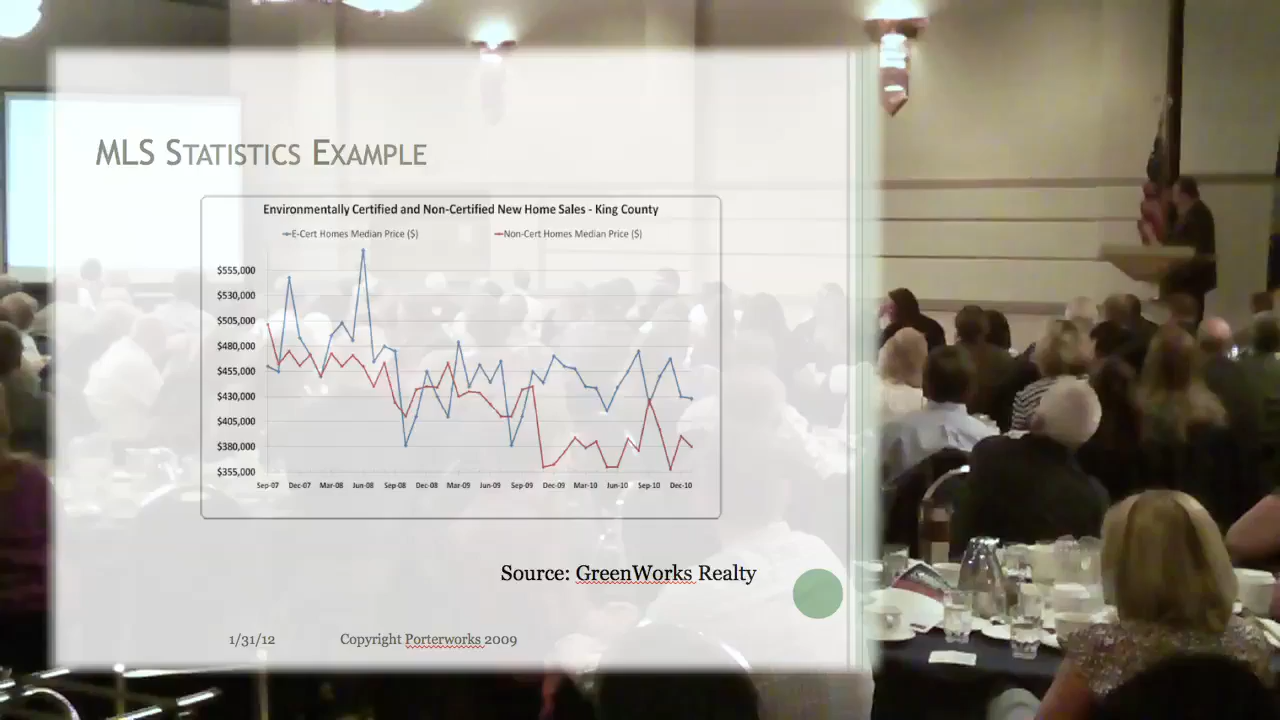 MLS STATISTICS EXAMPLE
Environmentally Certified and Non-Certified New Home Sales - King County
E-Cert Homes Median Price ($) Non-Cert Homes Median Price ($)
$555,000
$530,000
$505,000
$480,000
$455,000
$430,000
$405,000
$380,000
$355,000
Sep-07 Dec-07 Mar-08 Jun-08 Sep-08 Dec-08 Mar-09 Jun-09 Sep-09 Dec-09 Mar-10 Jun-10 Sep-10 Dec-10
Source: GreenWorks Realty
1/31/12 Copyright Porterworks 2009